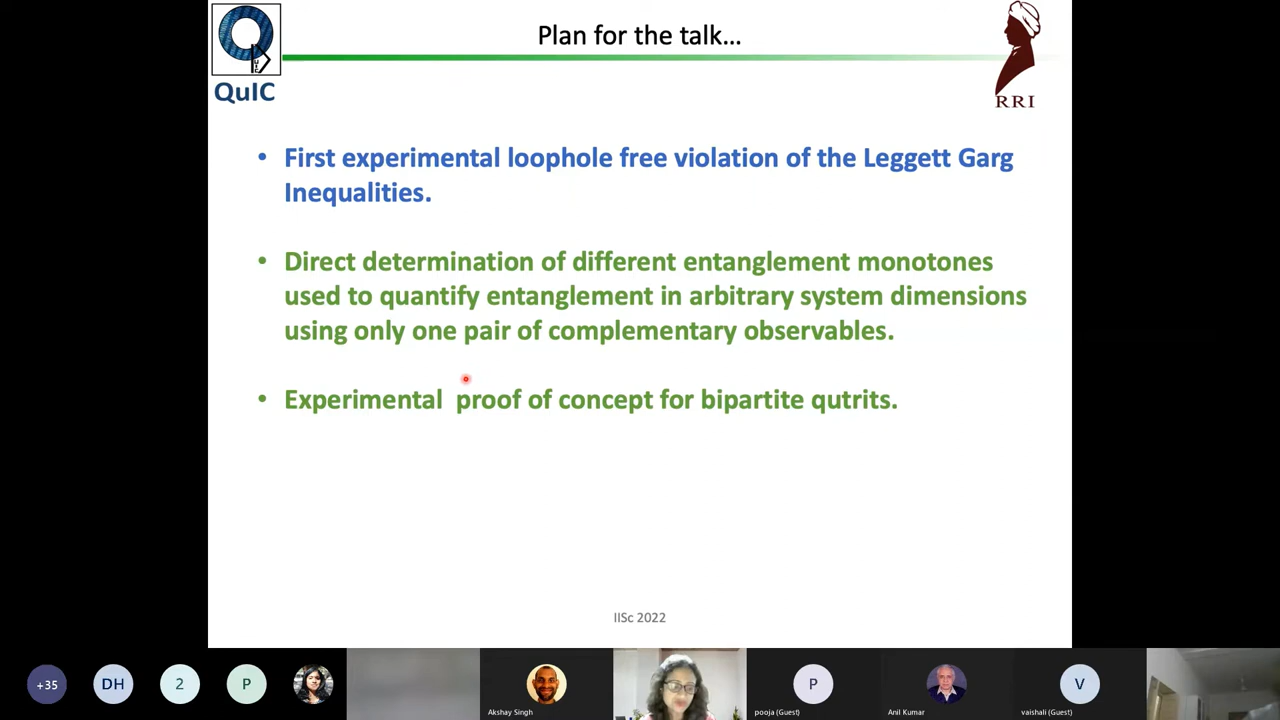 Plan for the talk...
QuIC
RRI
• First experimental loophole free violation of the Leggett Garg
Inequalities.
• Direct determination of different entanglement monotones
used to quantify entanglement in arbitrary system dimensions
using only one pair of complementary observables.
• Experimental proof of concept for bipartite qutrits.
IISc 2022
+35
DH
2
P
Akshay Singh
P
pooja (Guest)
Anil Kumar
V
vaishali (Guest)